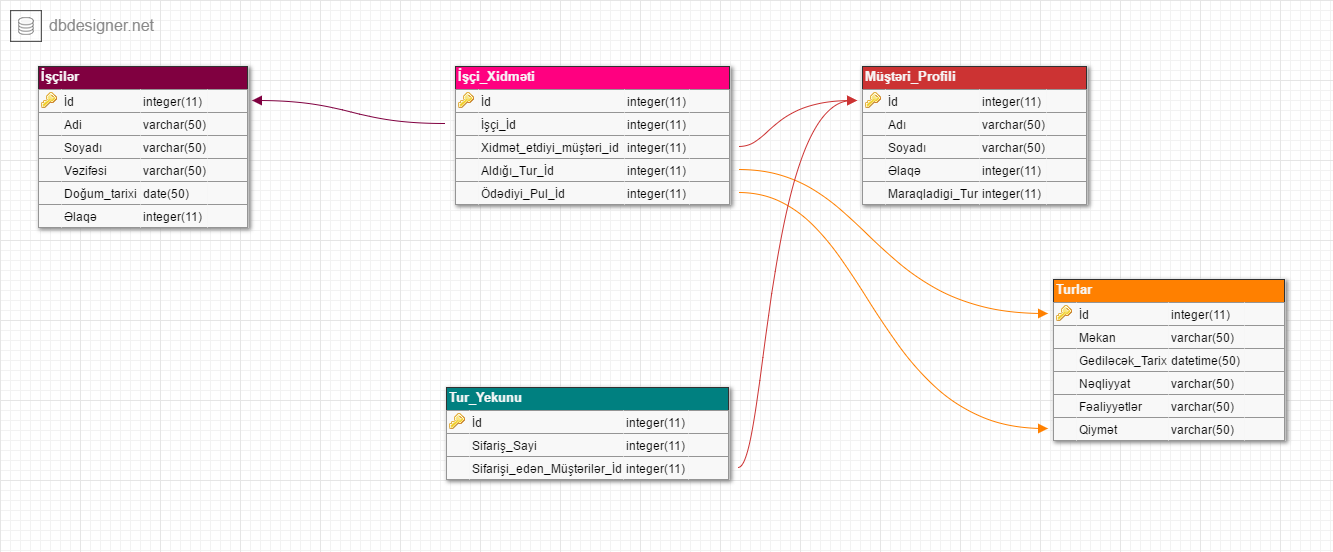 dbdesigner.net
İşçilər
İd integer(11)
Adi varchar(50)
Soyadı varchar(50)
Vəzifəsi varchar(50)
Doğum_tarixi date(50)
Əlaqə integer(11)
İşçi_Xidməti
İd integer(11)
İşçi_İd integer(11)
Xidmət_etdiyi_müştəri_id integer(11)
Aldığı_Tur_İd integer(11)
Ödədiyi_Pul_İd integer(11)
Müştəri_Profili
İd integer(11)
Adı varchar(50)
Soyadı varchar(50)
Əlaqə integer(11)
Maraqladigi_Tur integer(11)
Turlar
İd integer(11)
Məkan varchar(50)
Gediləcək_Tarix datetime(50)
Nəqliyyat varchar(50)
Fəaliyyətlər varchar(50)
Qiymət varchar(50)
Tur_Yekunu
İd integer(11)
Sifariş_Sayi integer(11)
Sifarişi_edən_Müştərilər_İd integer(11)